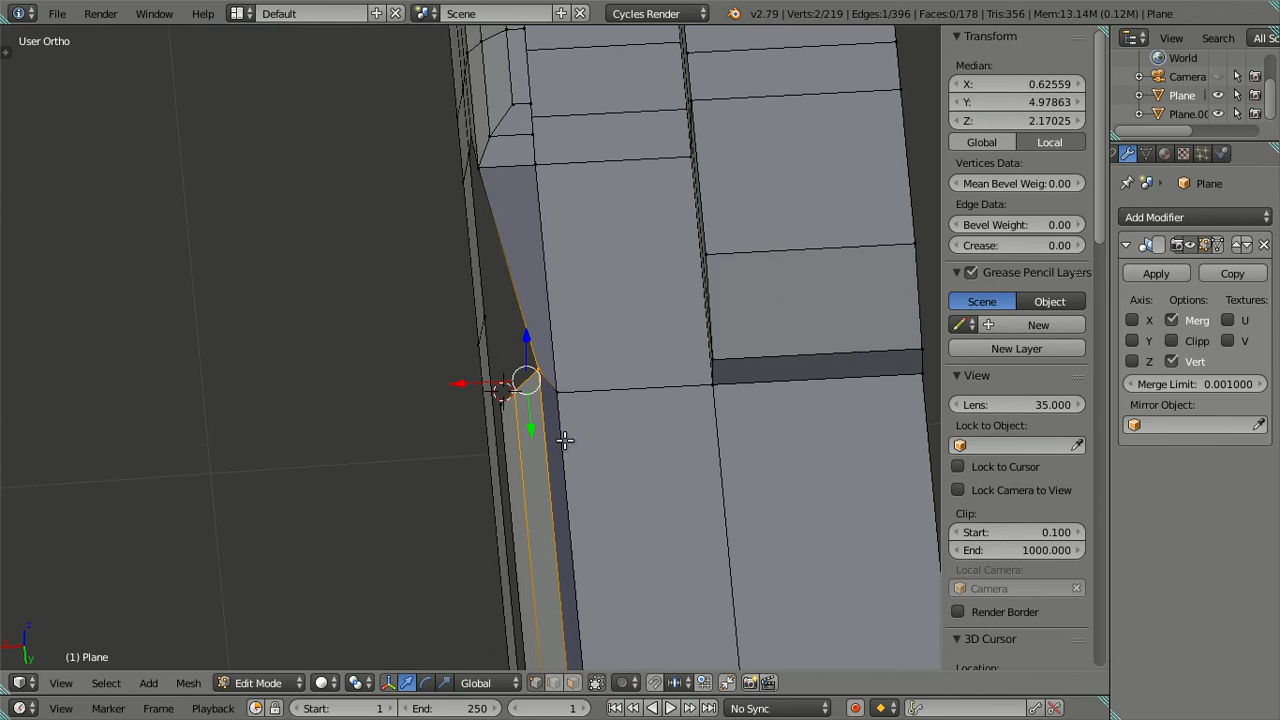 File Render Window Help Default Scene Cycles Render v2.79 | Verts:2/219 | Edges:1/396 | Faces:0/178 | Tris:356 | Mem:13.14M (0.12M) | Plane
User Ortho
Transform
Median:
X: 0.62559
Y: 4.97863
Z: 2.17025
Global Local
Vertices Data:
Mean Bevel Weig: 0.00
Edge Data:
Bevel Weight: 0.00
Crease: 0.00
Grease Pencil Layers
Scene Object
New
New Layer
View
Lens: 35.000
Lock to Object:
Lock to Cursor
Lock Camera to View
Clip:
Start: 0.100
End: 1000.000
Local Camera:
Camera
Render Border
3D Cursor
Location:
View Search All Sc
World
Camera
Plane
Plane.00
Plane
Add Modifier
Apply Copy
Axis: Options: Textures:
X Merg U
Y Clipp V
Z Vert
Merge Limit: 0.001000
Mirror Object:
z
x
y
(1) Plane
View Select Add Mesh Edit Mode Global
View Marker Frame Playback Start: 1 End: 250 1 No Sync